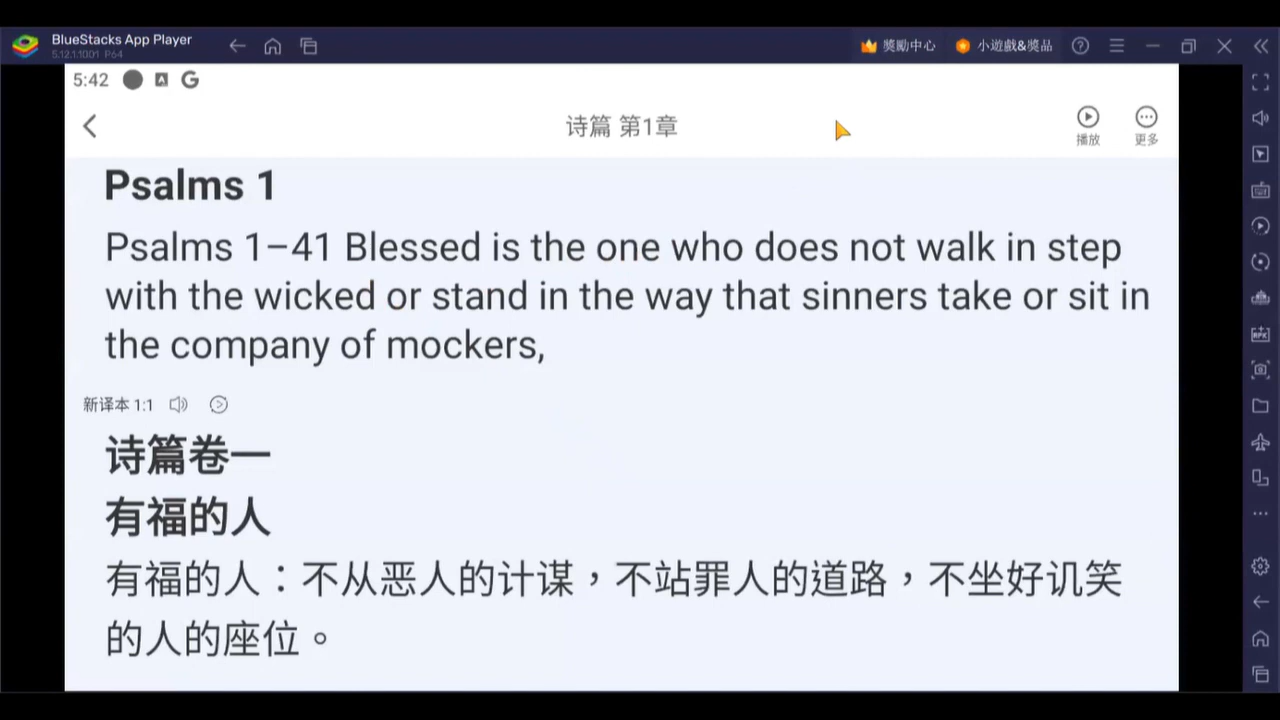 BlueStacks App Player
5.12.1.1001 P64
獎勵中心
小遊戲&獎品
5:42
诗篇 第1章
播放
更多
Psalms 1
Psalms 1–41 Blessed is the one who does not walk in step
with the wicked or stand in the way that sinners take or sit in
the company of mockers,
新译本 1:1
诗篇卷一
有福的人
有福的人：不从恶人的计谋，不站罪人的道路，不坐好讥笑
的人的座位。